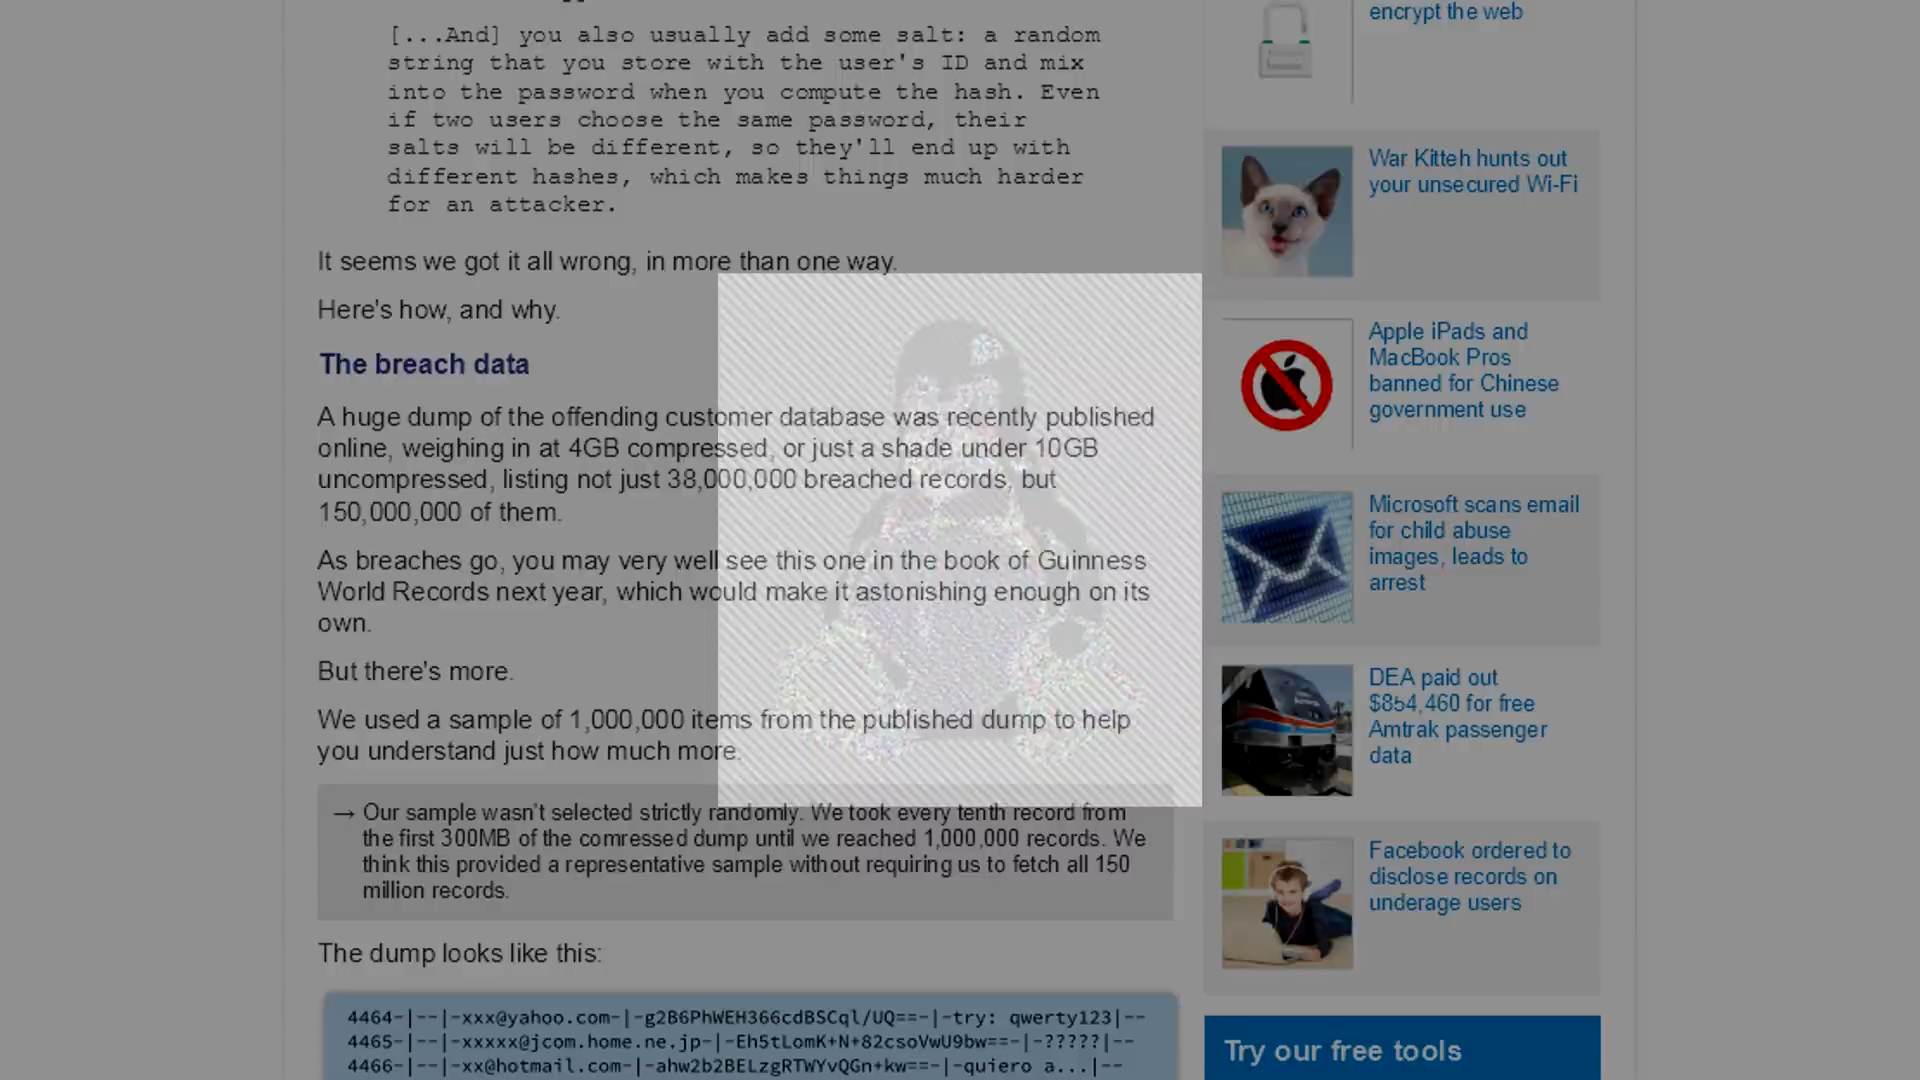 [...And] you also usually add some salt: a random
string that you store with the user's ID and mix
into the password when you compute the hash. Even
if two users choose the same password, their
salts will be different, so they'll end up with
different hashes, which makes things much harder
for an attacker.
It seems we got it all wrong, in more than one way.
Here's how, and why.
The breach data
A huge dump of the offending customer database was recently published
online, weighing in at 4GB compressed, or just a shade under 10GB
uncompressed, listing not just 38,000,000 breached records, but
150,000,000 of them.
As breaches go, you may very well see this one in the book of Guinness
World Records next year, which would make it astonishing enough on its
own.
But there's more.
We used a sample of 1,000,000 items from the published dump to help
you understand just how much more.
→ Our sample wasn't selected strictly randomly. We took every tenth record from
the first 300MB of the comressed dump until we reached 1,000,000 records. We
think this provided a representative sample without requiring us to fetch all 150
million records.
The dump looks like this:
4464-|--|-xxx@yahoo.com-|-g2B6PhWEH366cdBSCql/UQ==-|-try: qwerty123|--
4465-|--|-xxxxx@jcom.home.ne.jp-|-Eh5tLomK+N+82csoVwU9bw==-|-?????|--
4466-|--|-xx@hotmail.com-|-ahw2b2BELzgRTWYvQGn+kw==-|-quiero a...|--
encrypt the web
War Kitteh hunts out
your unsecured Wi-Fi
Apple iPads and
MacBook Pros
banned for Chinese
government use
Microsoft scans email
for child abuse
images, leads to
arrest
DEA paid out
$854,460 for free
Amtrak passenger
data
Facebook ordered to
disclose records on
underage users
Try our free tools